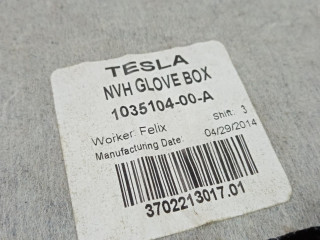 TESLA
NVH GLOVE BOX
1035104-00-A
Worker: Felix Shift: 3
Manufacturing Date: 04/29/2014
3702213017.01